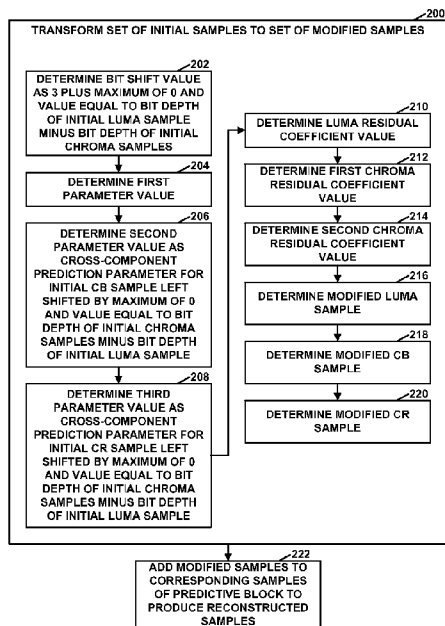 200
TRANSFORM SET OF INITIAL SAMPLES TO SET OF MODIFIED SAMPLES
202
DETERMINE BIT SHIFT VALUE
AS 3 PLUS MAXIMUM OF 0 AND
VALUE EQUAL TO BIT DEPTH
OF INITIAL LUMA SAMPLE
MINUS BIT DEPTH OF INITIAL
CHROMA SAMPLES
204
DETERMINE FIRST
PARAMETER VALUE
206
DETERMINE SECOND
PARAMETER VALUE AS
CROSS-COMPONENT
PREDICTION PARAMETER FOR
INITIAL CB SAMPLE LEFT
SHIFTED BY MAXIMUM OF 0
AND VALUE EQUAL TO BIT
DEPTH OF INITIAL CHROMA
SAMPLES MINUS BIT DEPTH
OF INITIAL LUMA SAMPLE
208
DETERMINE THIRD
PARAMETER VALUE AS
CROSS-COMPONENT
PREDICTION PARAMETER FOR
INITIAL CR SAMPLE LEFT
SHIFTED BY MAXIMUM OF 0
AND VALUE EQUAL TO BIT
DEPTH OF INITIAL CHROMA
SAMPLES MINUS BIT DEPTH
OF INITIAL LUMA SAMPLE
210
DETERMINE LUMA RESIDUAL
COEFFICIENT VALUE
212
DETERMINE FIRST CHROMA
RESIDUAL COEFFICIENT
VALUE
214
DETERMINE SECOND CHROMA
RESIDUAL COEFFICIENT
VALUE
216
DETERMINE MODIFIED LUMA
SAMPLE
218
DETERMINE MODIFIED CB
SAMPLE
220
DETERMINE MODIFIED CR
SAMPLE
222
ADD MODIFIED SAMPLES TO
CORRESPONDING SAMPLES
OF PREDICTIVE BLOCK TO
PRODUCE RECONSTRUCTED
SAMPLES